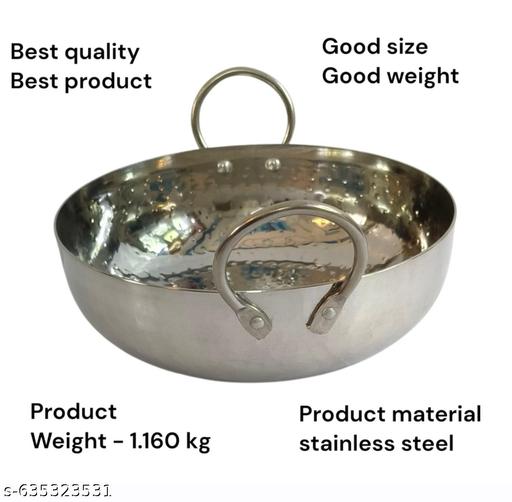 Best quality
Best product
Good size
Good weight
Product
Weight - 1.160 kg
Product material
stainless steel
s-635323531